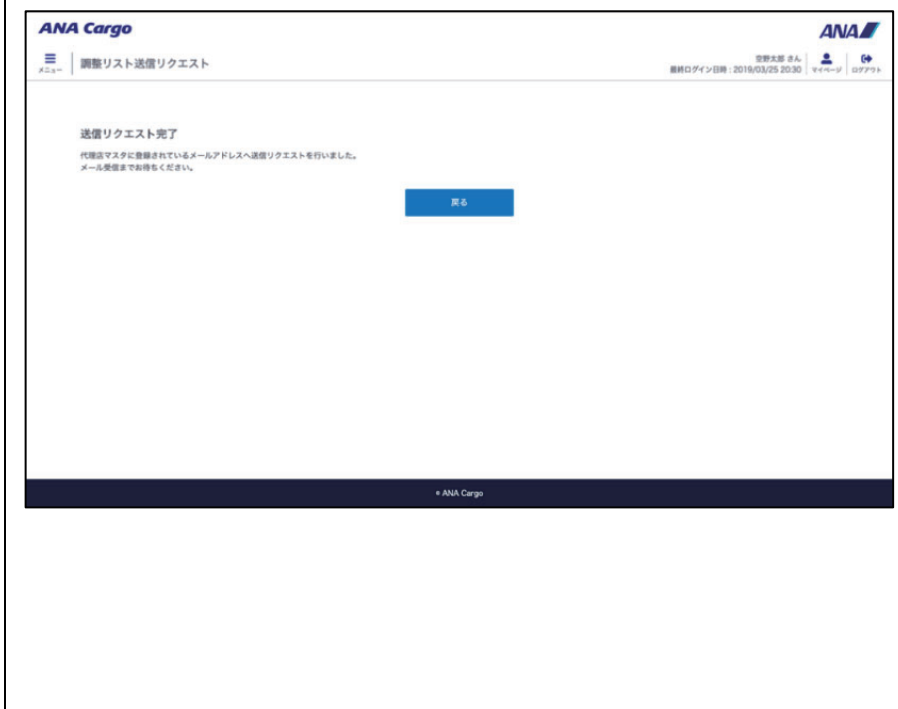 ANA Cargo
ANA
メニュー
調整リスト送信リクエスト
空野太郎 さん
最終ログイン日時 : 2019/03/25 20:30
マイページ
ログアウト
送信リクエスト完了
代理店マスタに登録されているメールアドレスへ送信リクエストを行いました。
メール受信までお待ちください。
戻る
© ANA Cargo